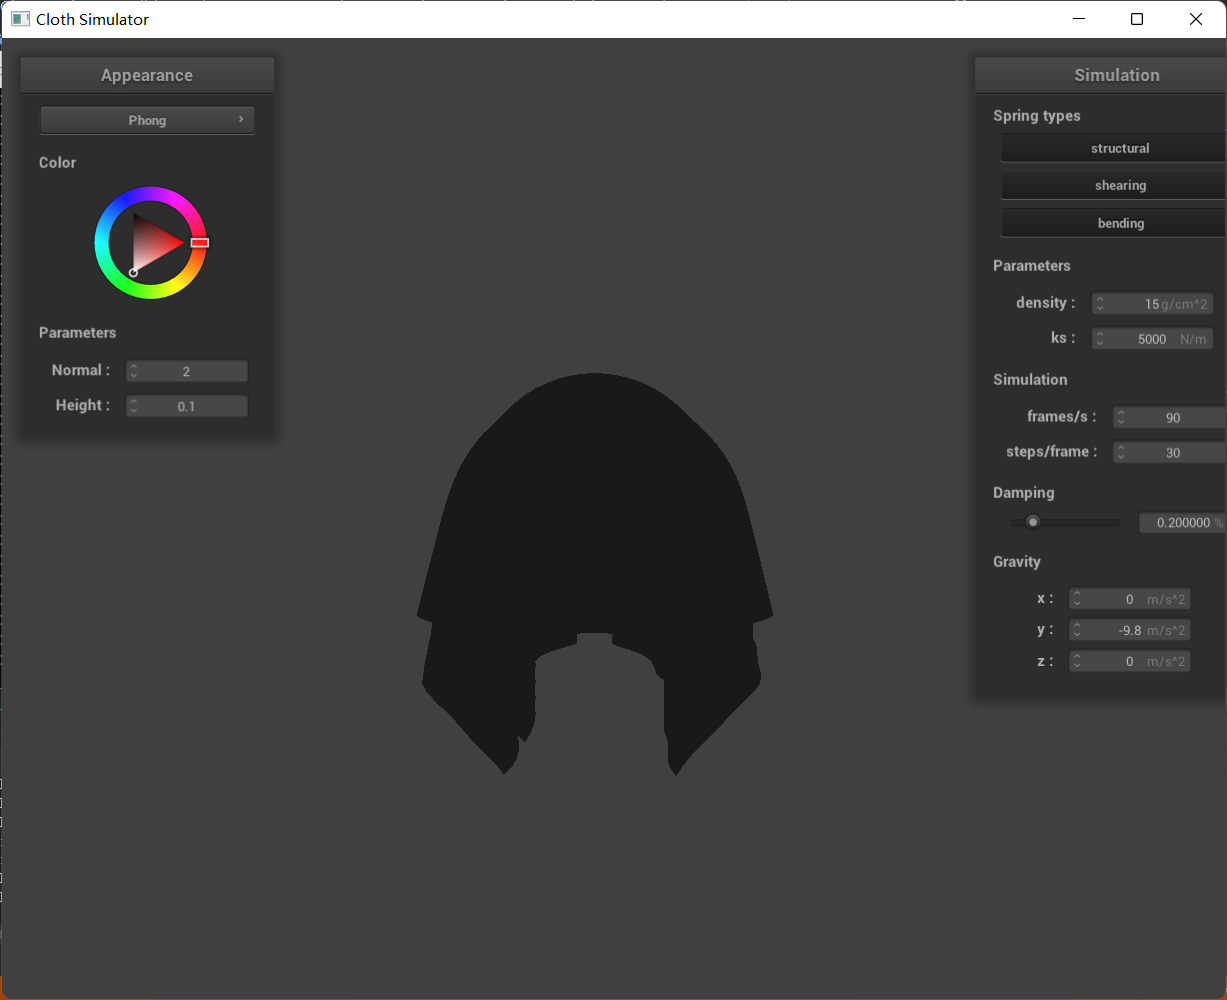 Cloth Simulator
Appearance
Phong
Color
Parameters
Normal : 2
Height : 0.1
Simulation
Spring types
structural
shearing
bending
Parameters
density : 15 g/cm^2
ks : 5000 N/m
Simulation
frames/s : 90
steps/frame : 30
Damping
0.200000 %
Gravity
x : 0 m/s^2
y : -9.8 m/s^2
z : 0 m/s^2